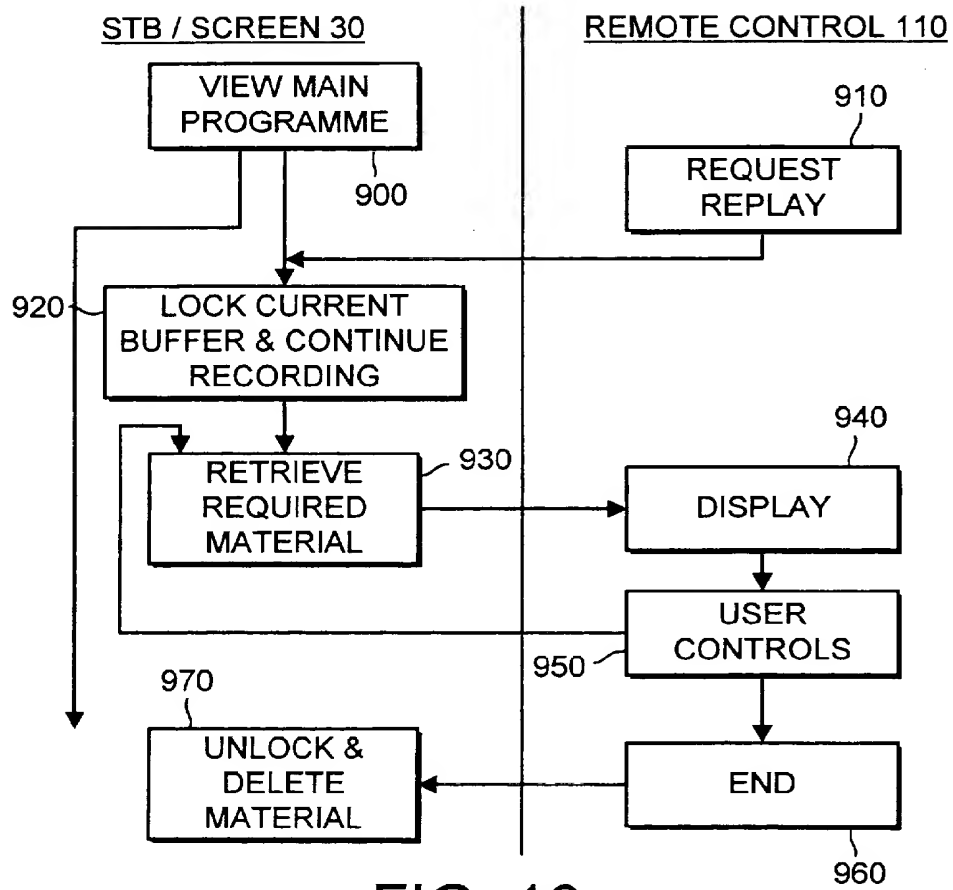 STB / SCREEN 30
REMOTE CONTROL 110
VIEW MAIN
PROGRAMME
900
910
REQUEST
REPLAY
920
LOCK CURRENT
BUFFER & CONTINUE
RECORDING
930
RETRIEVE
REQUIRED
MATERIAL
940
DISPLAY
USER
CONTROLS
950
970
UNLOCK &
DELETE
MATERIAL
END
960